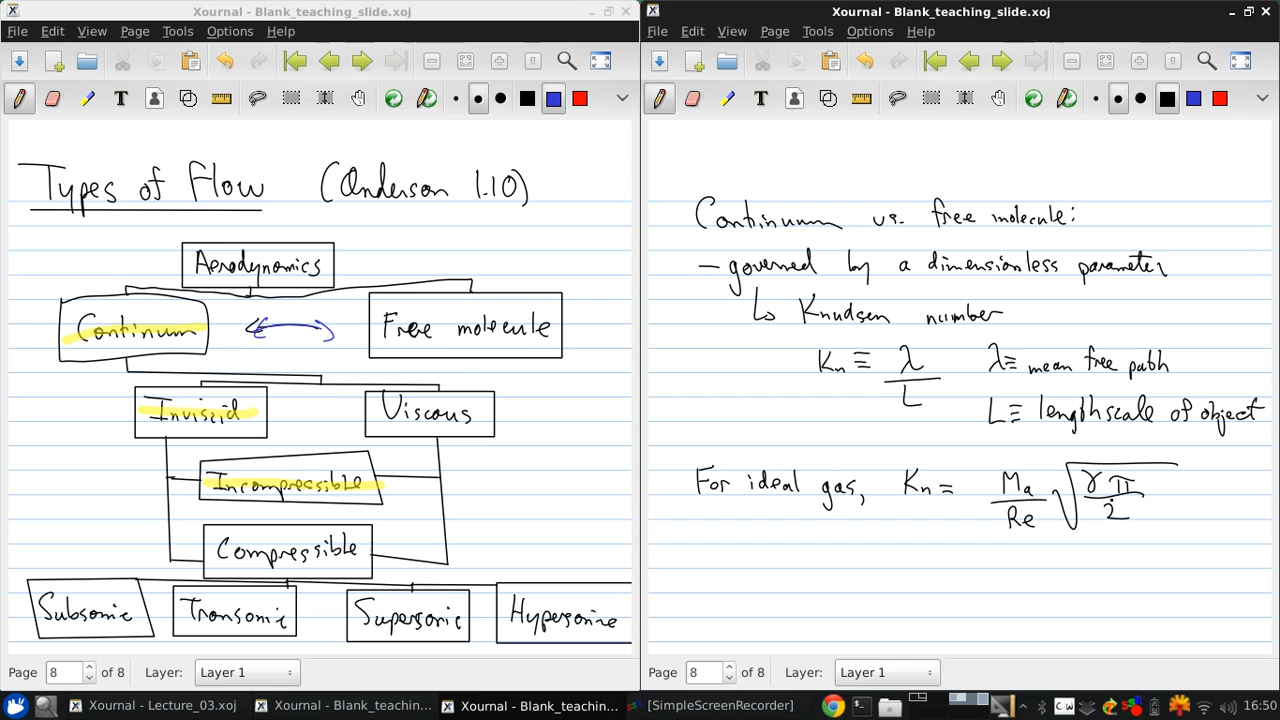 Xournal - Blank_teaching_slide.xoj
File Edit View Page Tools Options Help
Types of Flow (Anderson 1.10)
Aerodynamics
Continuum
Free molecule
Inviscid
Viscous
Incompressible
Compressible
Subsonic
Transonic
Supersonic
Hypersonic
Page 8 of 8 Layer: Layer 1
Xournal - Blank_teaching_slide.xoj
File Edit View Page Tools Options Help
Continuum vs. free molecule:
- governed by a dimensionless parameter
↳ Knudsen number
Kn ≡ λ / L λ ≡ mean free path
L ≡ lengthscale of object
For ideal gas, Kn = Ma / Re √(γπ / 2)
Page 8 of 8 Layer: Layer 1
Xournal - Lecture_03.xoj Xournal - Blank_teachin... Xournal - Blank_teachin... [SimpleScreenRecorder] 16:50